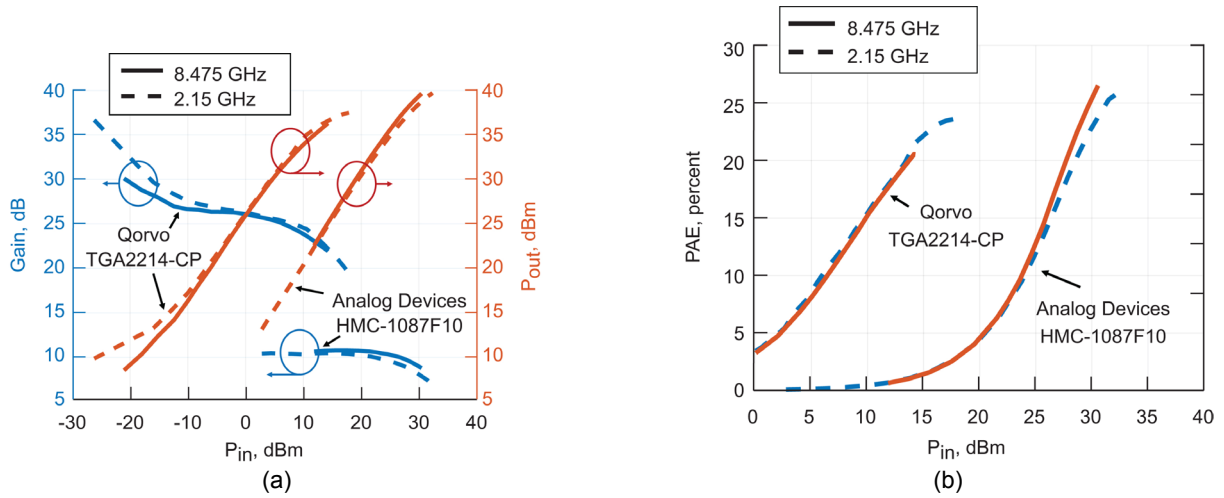 8.475 GHz
2.15 GHz
40
35
30
25
20
15
10
5
Gain, dB
40
35
30
25
20
15
10
5
Pout, dBm
Qorvo
TGA2214-CP
Analog Devices
HMC-1087F10
-30
-20
-10
0
10
20
30
40
Pin, dBm
(a)
8.475 GHz
2.15 GHz
30
25
20
15
10
5
0
PAE, percent
Qorvo
TGA2214-CP
Analog Devices
HMC-1087F10
0
5
10
15
20
25
30
35
40
Pin, dBm
(b)